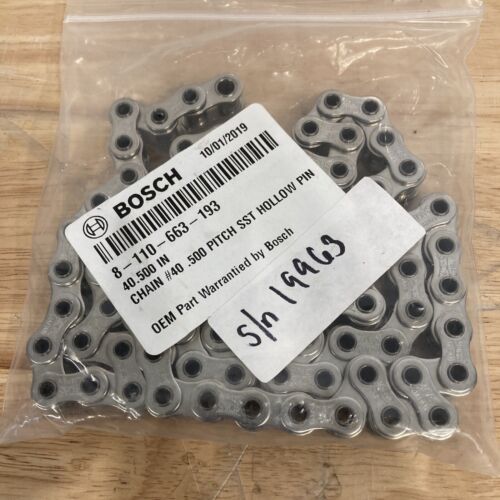 10/01/2019
BOSCH
8-110-663-193
40.500 IN
CHAIN #40 .500 PITCH SST HOLLOW PIN
OEM Part Warrantied by Bosch
S/n 19963